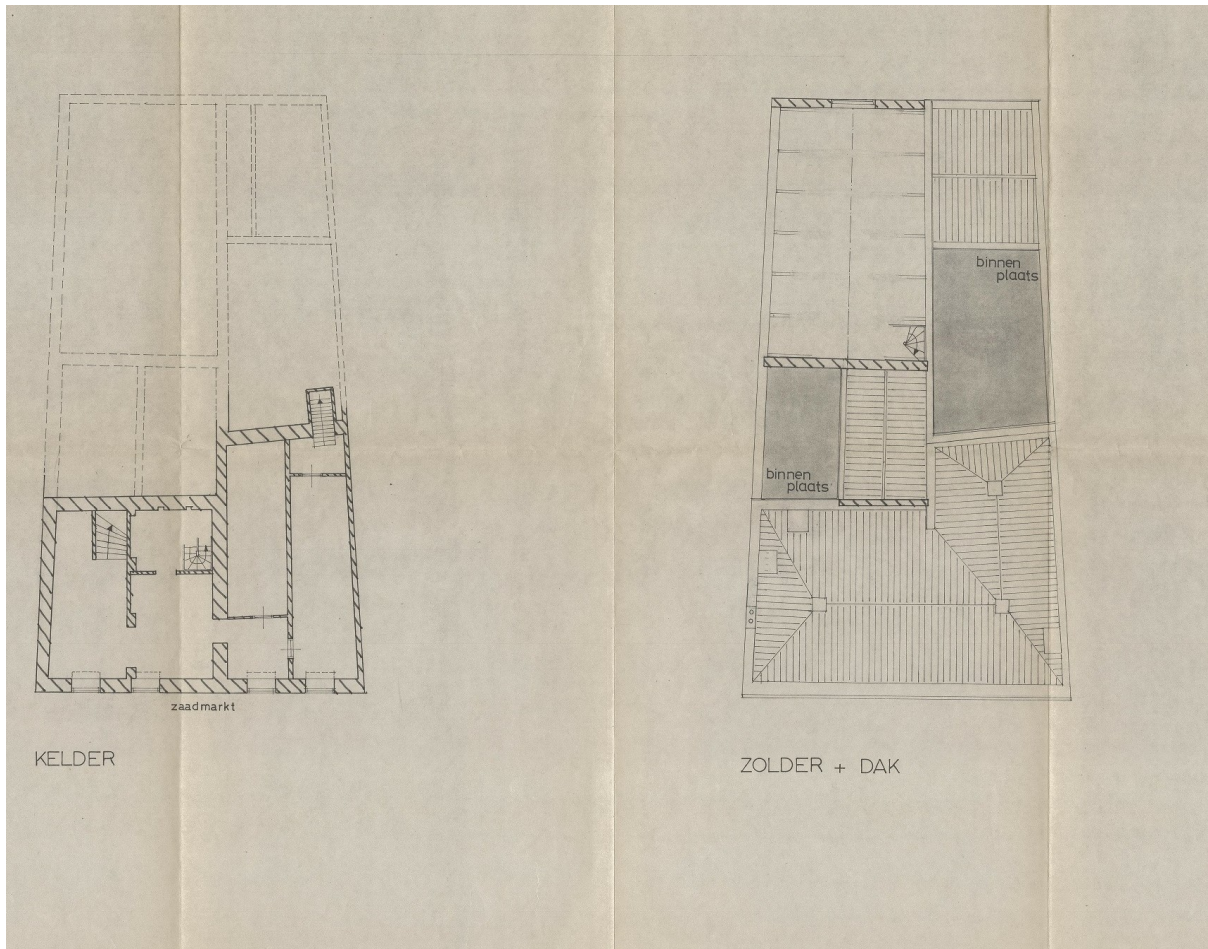 zaadmarkt
KELDER
binnen
plaats
binnen
plaats
ZOLDER + DAK